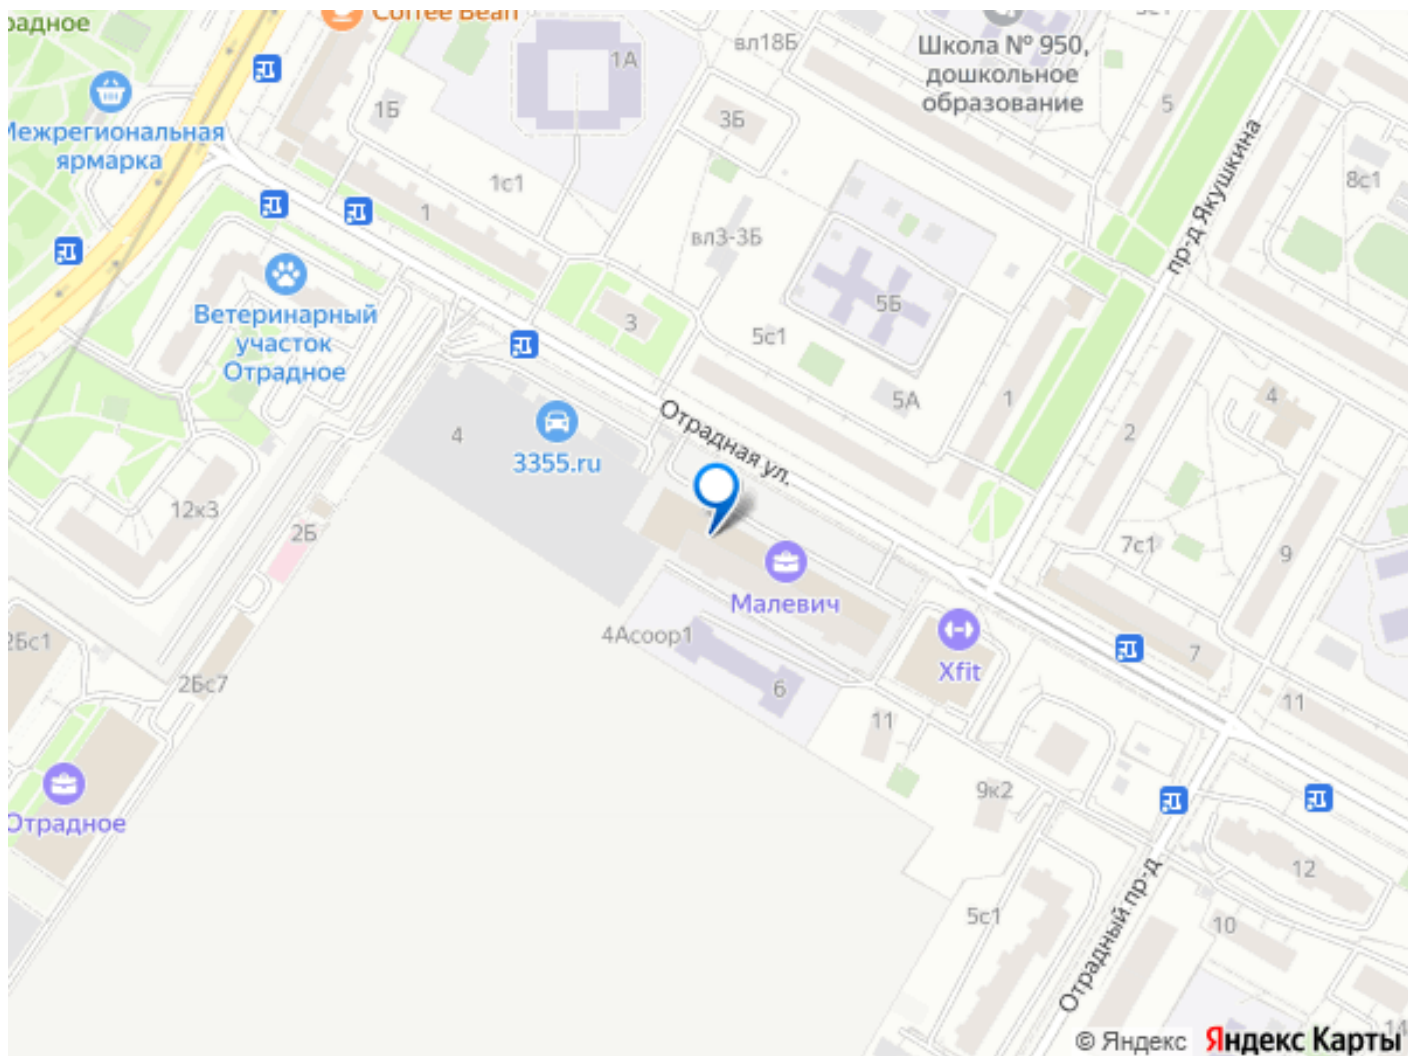 Coffee Bean
вл18Б
Школа № 950,
дошкольное
образование
1А
1Б
3Б
5
Межрегиональная
ярмарка
1с1
1
вл3-3Б
8с1
пр-д Якушкина
Ветеринарный
участок
Отрадное
3
5Б
5с1
5А
1
4
2
Отрадная ул.
4
3355.ru
12к3
2Б
7с1
9
Малевич
4Асоор1
Xfit
7
2Бс1
2Бс7
6
11
11
9к2
Отрадное
12
5с1
10
Отрадный пр-д
14
© Яндекс
Яндекс Карты